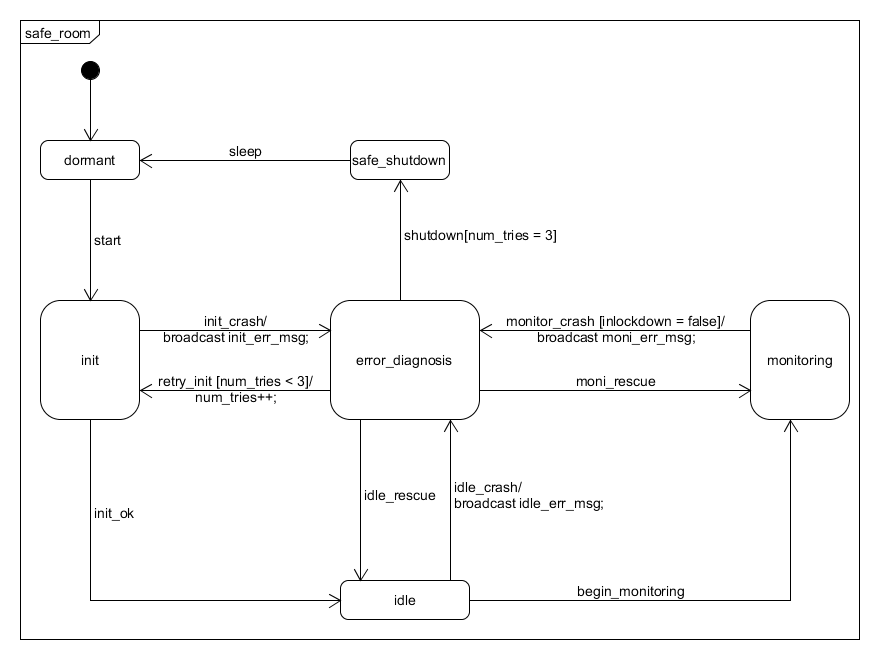 safe_room
dormant
sleep
safe_shutdown
start
shutdown[num_tries = 3]
init
init_crash/
broadcast init_err_msg;
retry_init [num_tries < 3]/
num_tries++;
error_diagnosis
monitor_crash [inlockdown = false]/
broadcast moni_err_msg;
moni_rescue
monitoring
init_ok
idle_rescue
idle_crash/
broadcast idle_err_msg;
idle
begin_monitoring